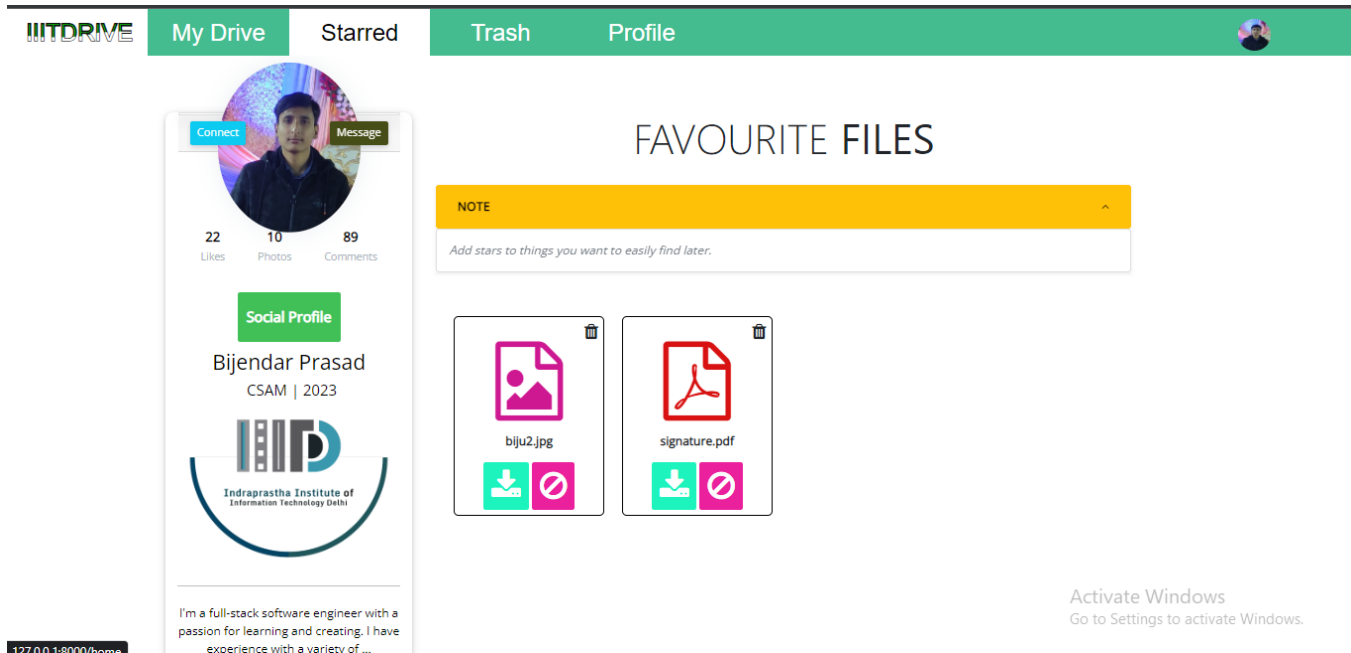 IIITDRIVE My Drive Starred Trash Profile
Connect Message
22 10 89
Likes Photos Comments
Social Profile
Bijendar Prasad
CSAM | 2023
Indraprastha Institute of
Information Technology Delhi
I'm a full-stack software engineer with a
passion for learning and creating. I have
experience with a variety of ...
FAVOURITE FILES
NOTE
Add stars to things you want to easily find later.
biju2.jpg signature.pdf
Activate Windows
Go to Settings to activate Windows.
127.0.0.1:8000/home